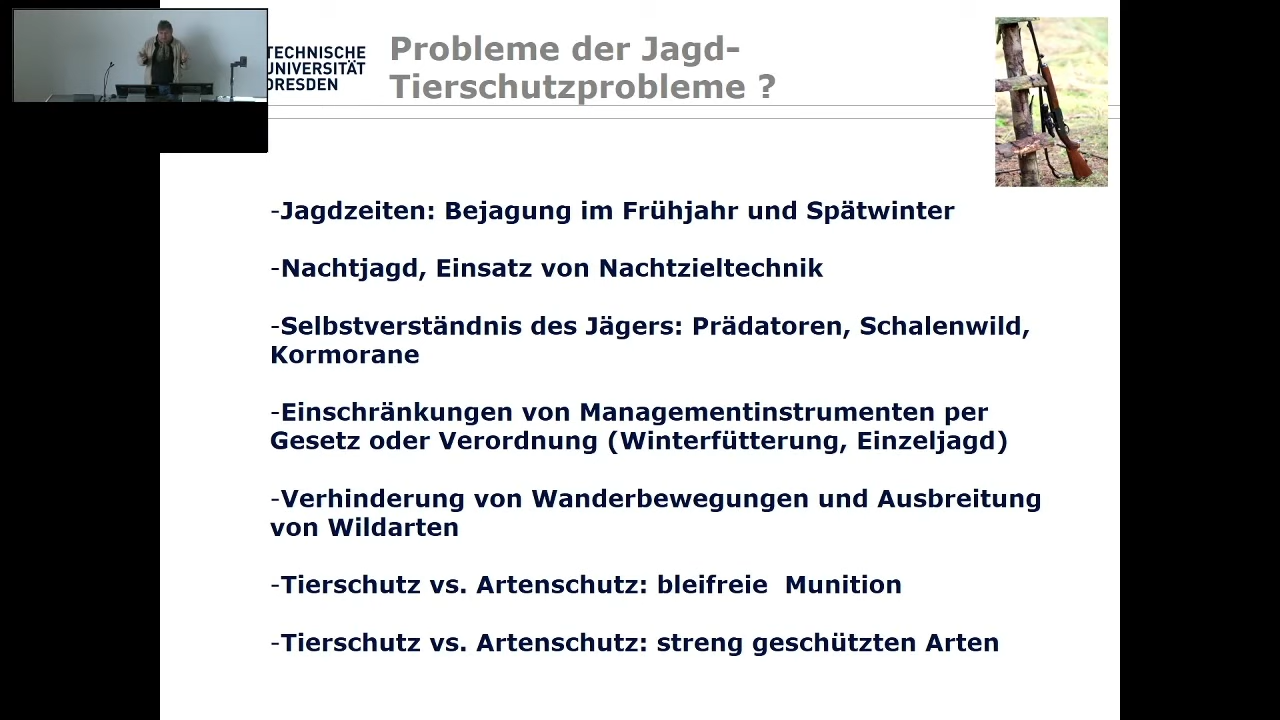 TECHNISCHE
UNIVERSITÄT
DRESDEN
Probleme der Jagd-
Tierschutzprobleme ?
-Jagdzeiten: Bejagung im Frühjahr und Spätwinter
-Nachtjagd, Einsatz von Nachtzieltechnik
-Selbstverständnis des Jägers: Prädatoren, Schalenwild,
Kormorane
-Einschränkungen von Managementinstrumenten per
Gesetz oder Verordnung (Winterfütterung, Einzeljagd)
-Verhinderung von Wanderbewegungen und Ausbreitung
von Wildarten
-Tierschutz vs. Artenschutz: bleifreie  Munition
-Tierschutz vs. Artenschutz: streng geschützten Arten